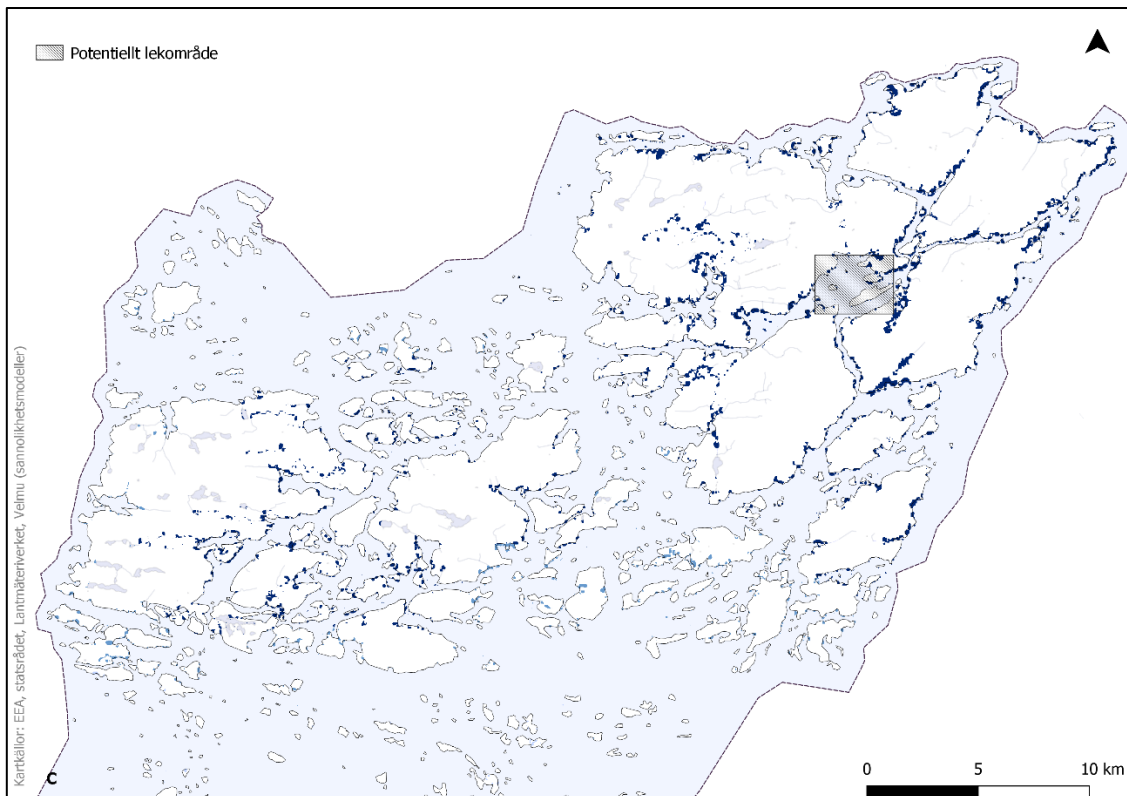 Potentiellt lekområde
Kartkällor: EEA, statsrådet, Lantmäteriverket, Velmu (sannolikhetsmodeller)
C
0 5 10 km